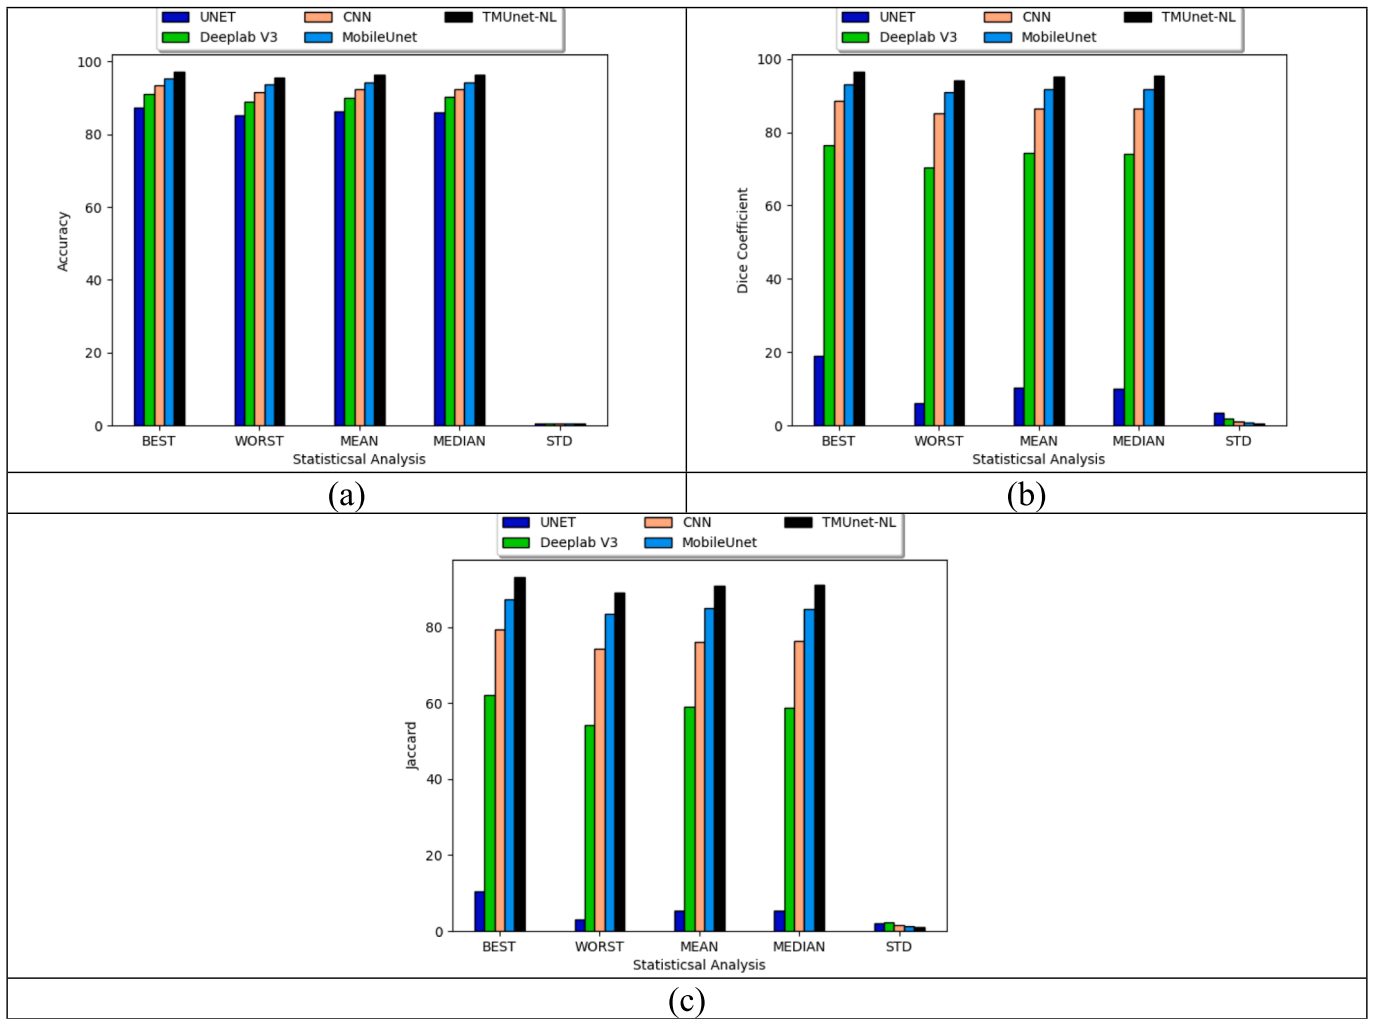 UNET CNN TMUnet-NL
Deeplab V3 MobileUnet
100
80
60
40
20
0
Accuracy
BEST WORST MEAN MEDIAN STD
Statisticsal Analysis
(a)
UNET CNN TMUnet-NL
Deeplab V3 MobileUnet
100
80
60
40
20
0
Dice Coefficient
BEST WORST MEAN MEDIAN STD
Statisticsal Analysis
(b)
UNET CNN TMUnet-NL
Deeplab V3 MobileUnet
80
60
40
20
0
Jaccard
BEST WORST MEAN MEDIAN STD
Statisticsal Analysis
(c)